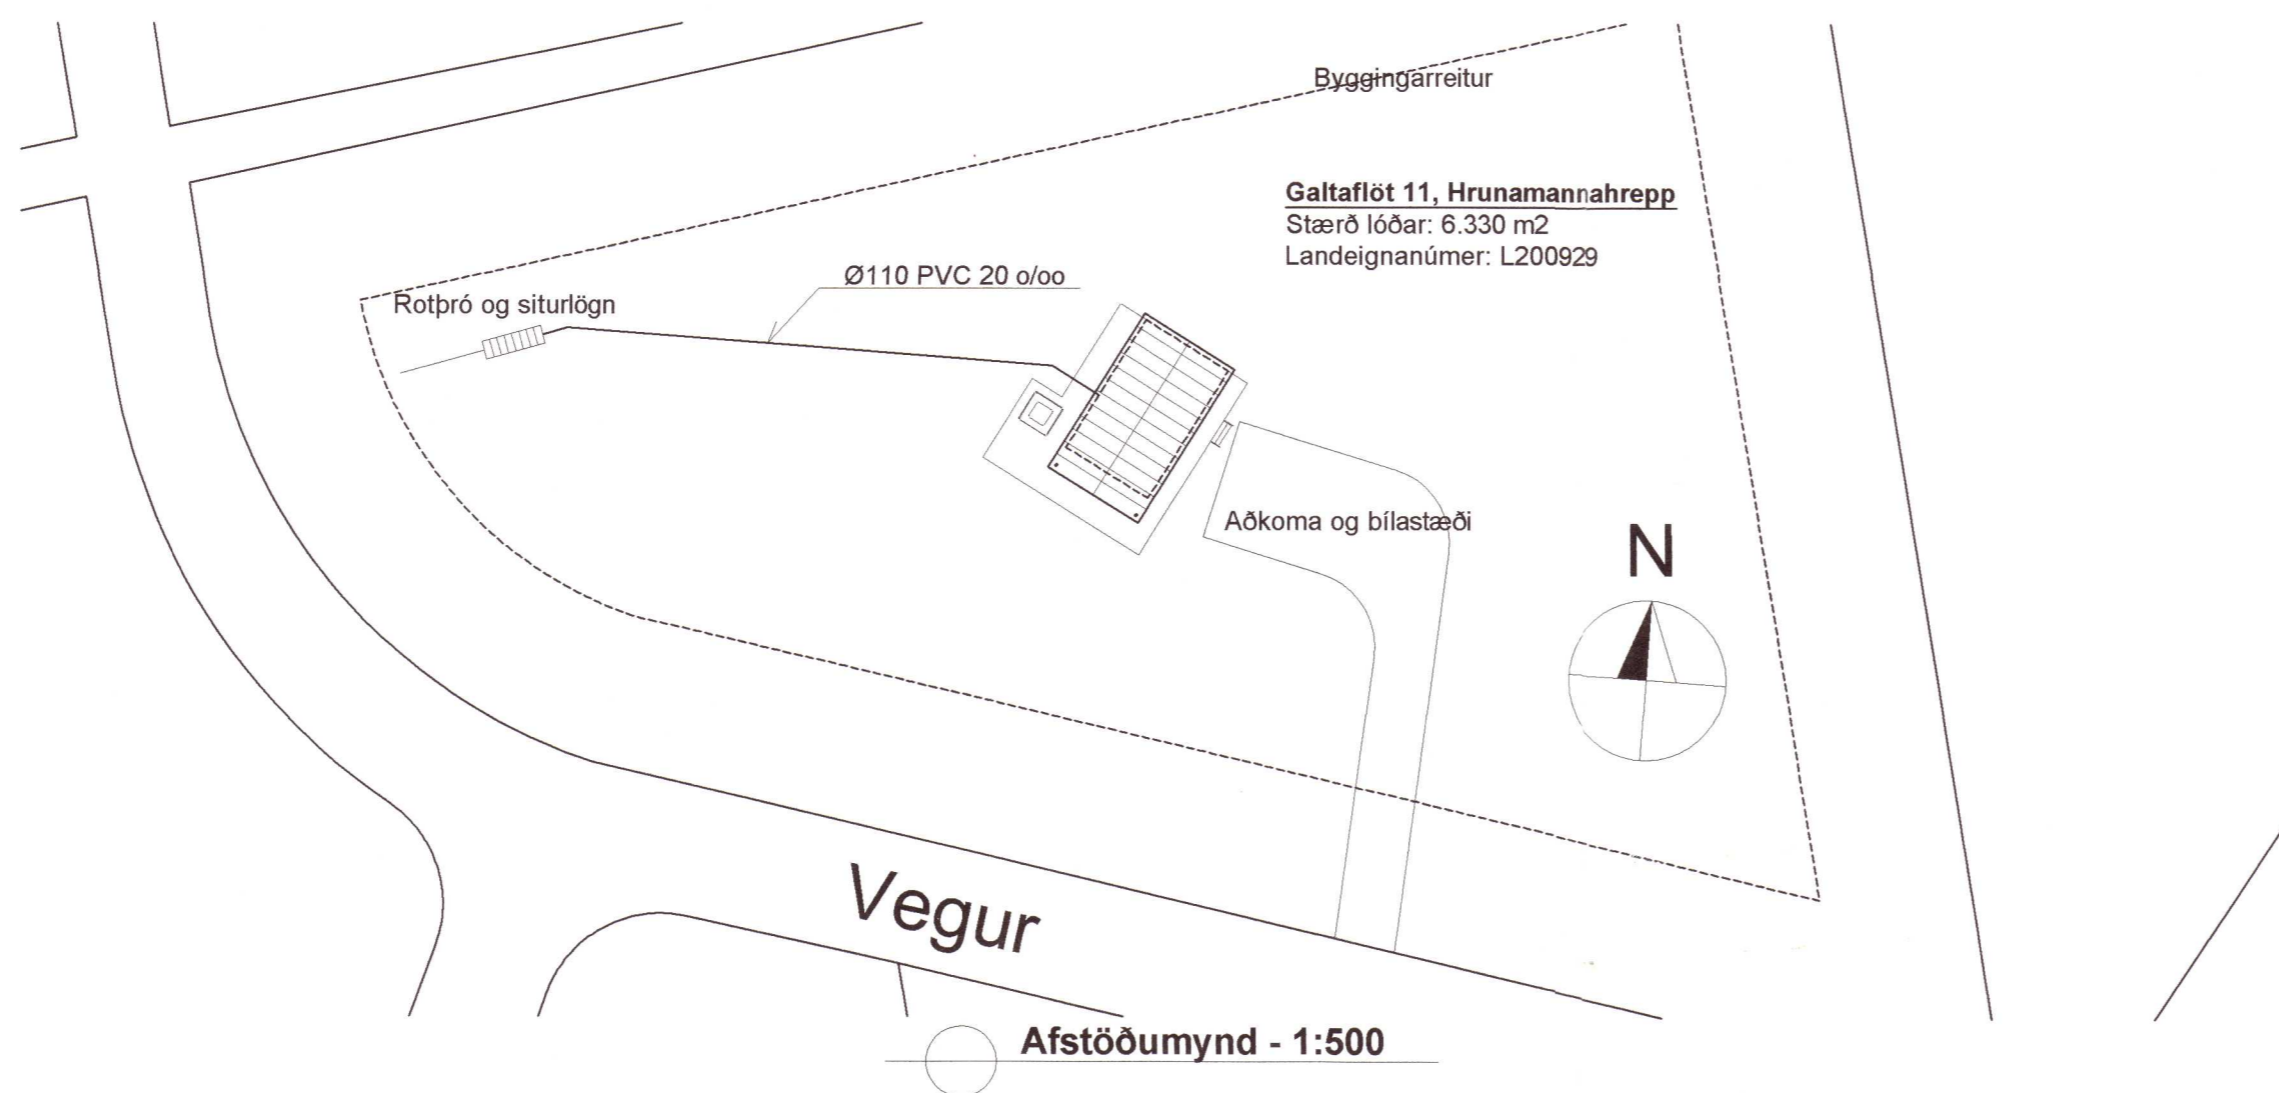 Byggingarreitur
Galtaflöt 11, Hrunamannahrepp
Stærð lóðar: 6.330 m2
Landeignanúmer: L200929
Ø110 PVC 20 o/oo
Rotþró og siturlögn
Aðkoma og bílastæði
N
Vegur
Afstöðumynd - 1:500